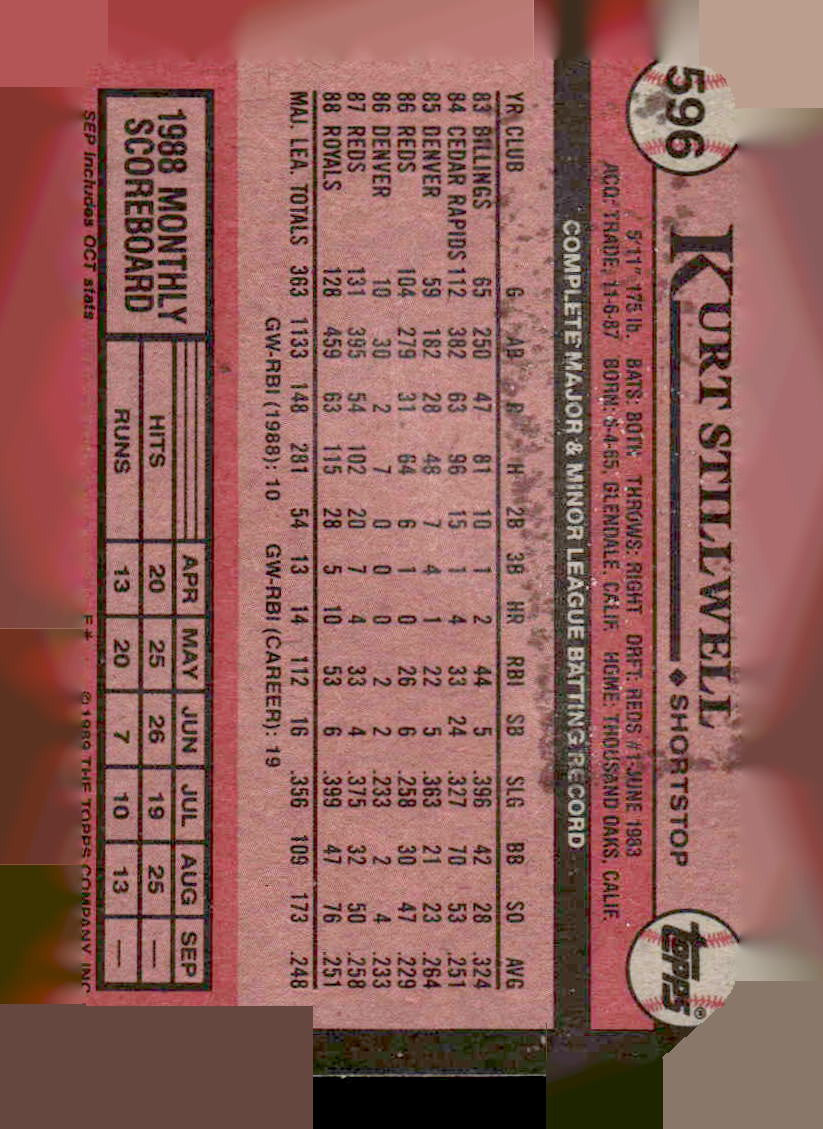 596
KURT STILLWELL
◆ SHORTSTOP
TOPPS®
5'11" 175 lb. BATS: BOTH THROWS: RIGHT DRFT: REDS #1-JUNE 1983
ACQ: TRADE, 11-6-87 BORN: 6-4-65, GLENDALE, CALIF. HOME: THOUSAND OAKS, CALIF.
COMPLETE MAJOR & MINOR LEAGUE BATTING RECORD
YR CLUB G AB R H 2B 3B HR RBI SB SLG BB SO AVG
83 BILLINGS 65 250 47 81 10 1 2 44 5 .396 42 28 .324
84 CEDAR RAPIDS 112 382 63 96 15 1 4 33 24 .327 70 53 .251
85 DENVER 59 182 28 48 7 4 1 22 5 .363 21 23 .264
86 REDS 104 279 31 64 6 1 0 26 6 .258 30 47 .229
86 DENVER 10 30 2 7 0 0 0 2 2 .233 2 4 .233
87 REDS 131 395 54 102 20 7 4 33 4 .375 32 50 .258
88 ROYALS 128 459 63 115 28 5 10 53 6 .399 47 76 .251
MAJ. LEA. TOTALS 363 1133 148 281 54 13 14 112 16 .356 109 173 .248
GW-RBI (1988): 10 GW-RBI (CAREER): 19
1988 MONTHLY SCOREBOARD
APR MAY JUN JUL AUG SEP
HITS 20 25 26 19 25 —
RUNS 13 20 7 10 13 —
SEP includes OCT stats
F* © 1989 THE TOPPS COMPANY, INC